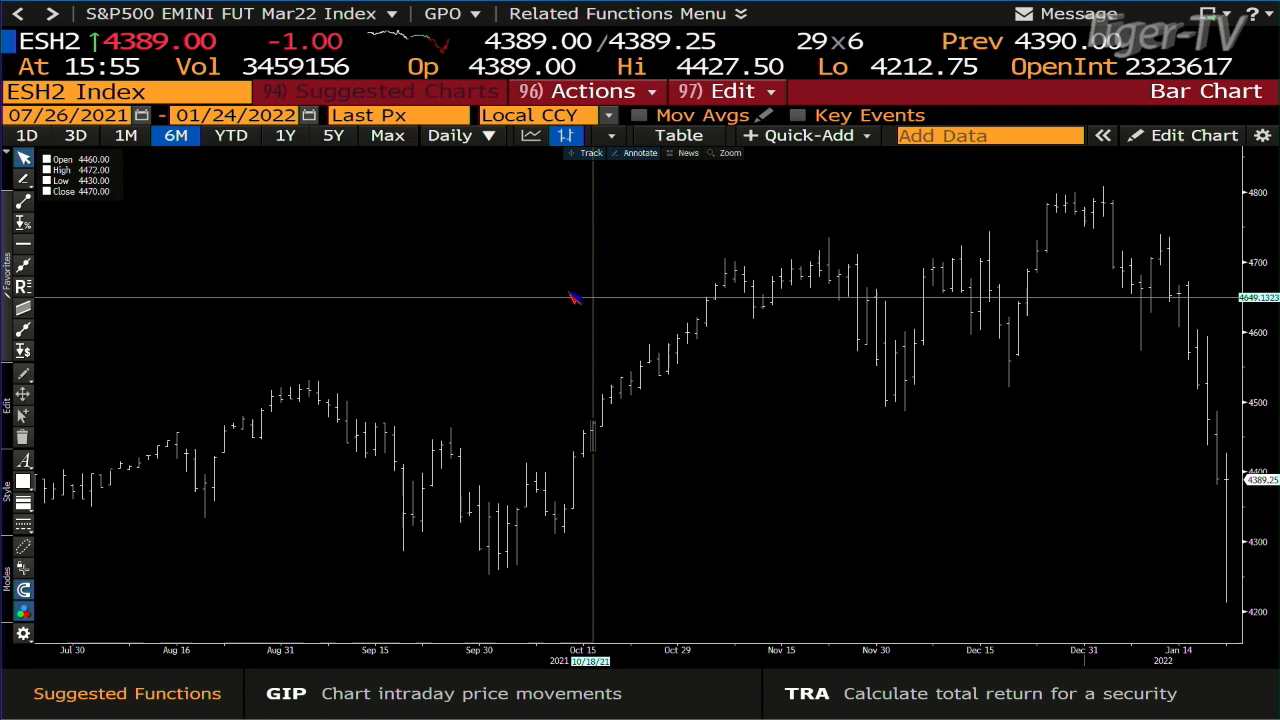 < > S&P500 EMINI FUT Mar22 Index ▾ GPO ▾ Related Functions Menu Message ?
ESH2 ↑4389.00 -1.00 4389.00/4389.25 29x6 Prev 4390.00
At 15:55 Vol 3459156 Op 4389.00 Hi 4427.50 Lo 4212.75 OpenInt 2323617
ESH2 Index 94) Suggested Charts 96) Actions 97) Edit Bar Chart
07/26/2021 - 01/24/2022 Last Px Local CCY Mov Avgs Key Events
1D 3D 1M 6M YTD 1Y 5Y Max Daily ▼ Table + Quick-Add Add Data « Edit Chart
Track Annotate News Zoom
Open 4460.00
High 4472.00
Low 4430.00
Close 4470.00
Favorites
Edit
Style
Modes
4800
4700
4649.1323
4600
4500
4400
4389.25
4300
4200
Jul 30 Aug 16 Aug 31 Sep 15 Sep 30 Oct 15 Oct 29 Nov 15 Nov 30 Dec 15 Dec 31 Jan 14
2021 10/18/21 2022
Suggested Functions GIP Chart intraday price movements TRA Calculate total return for a security